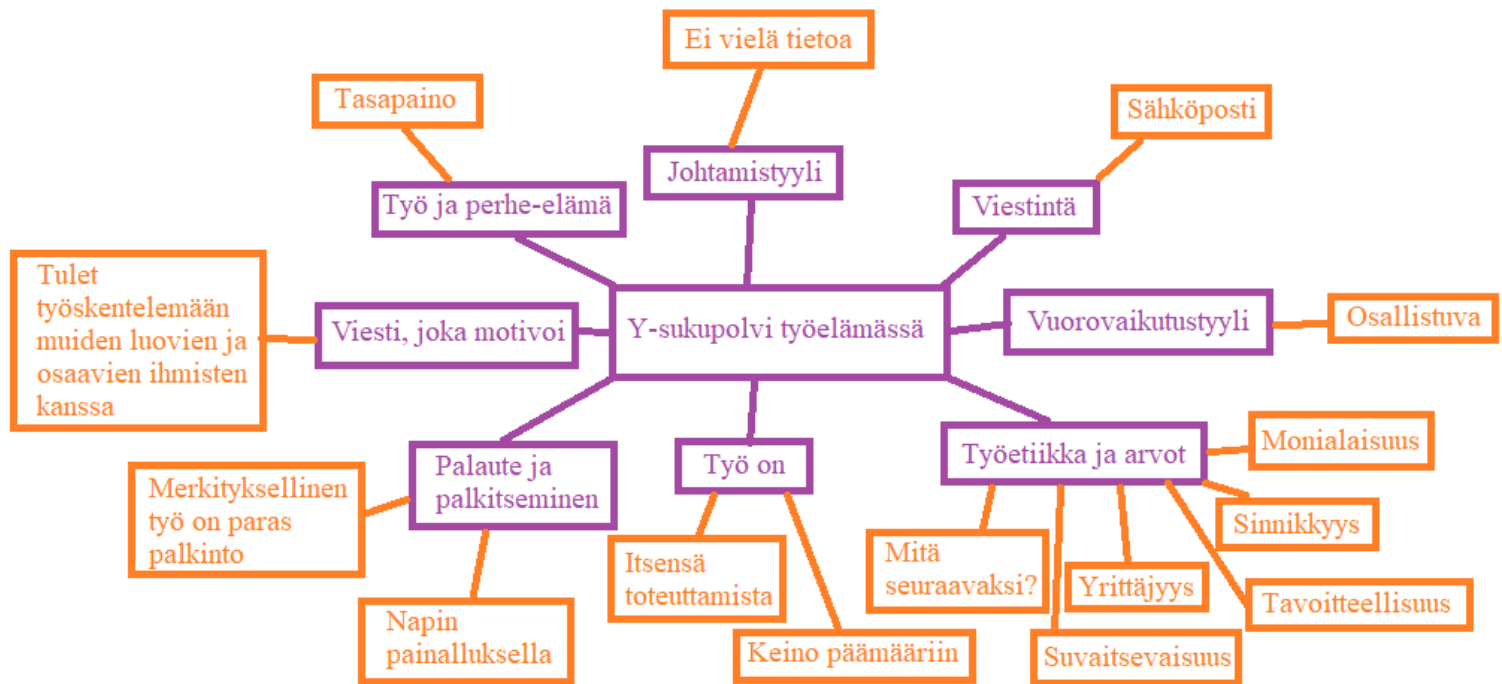 Ei vielä tietoa
Tasapaino
Sähköposti
Johtamistyyli
Työ ja perhe-elämä
Viestintä
Tulet
työskentelemään
muiden luovien ja
osaavien ihmisten
kanssa
Viesti, joka motivoi
Y-sukupolvi työelämässä
Vuorovaikutustyyli
Osallistuva
Palaute ja
palkitseminen
Työ on
Työetiikka ja arvot
Monialaisuus
Merkityksellinen
työ on paras
palkinto
Sinnikkyys
Itsensä
toteuttamista
Mitä
seuraavaksi?
Yrittäjyys
Tavoitteellisuus
Napin
painalluksella
Keino päämääriin
Suvaitsevaisuus